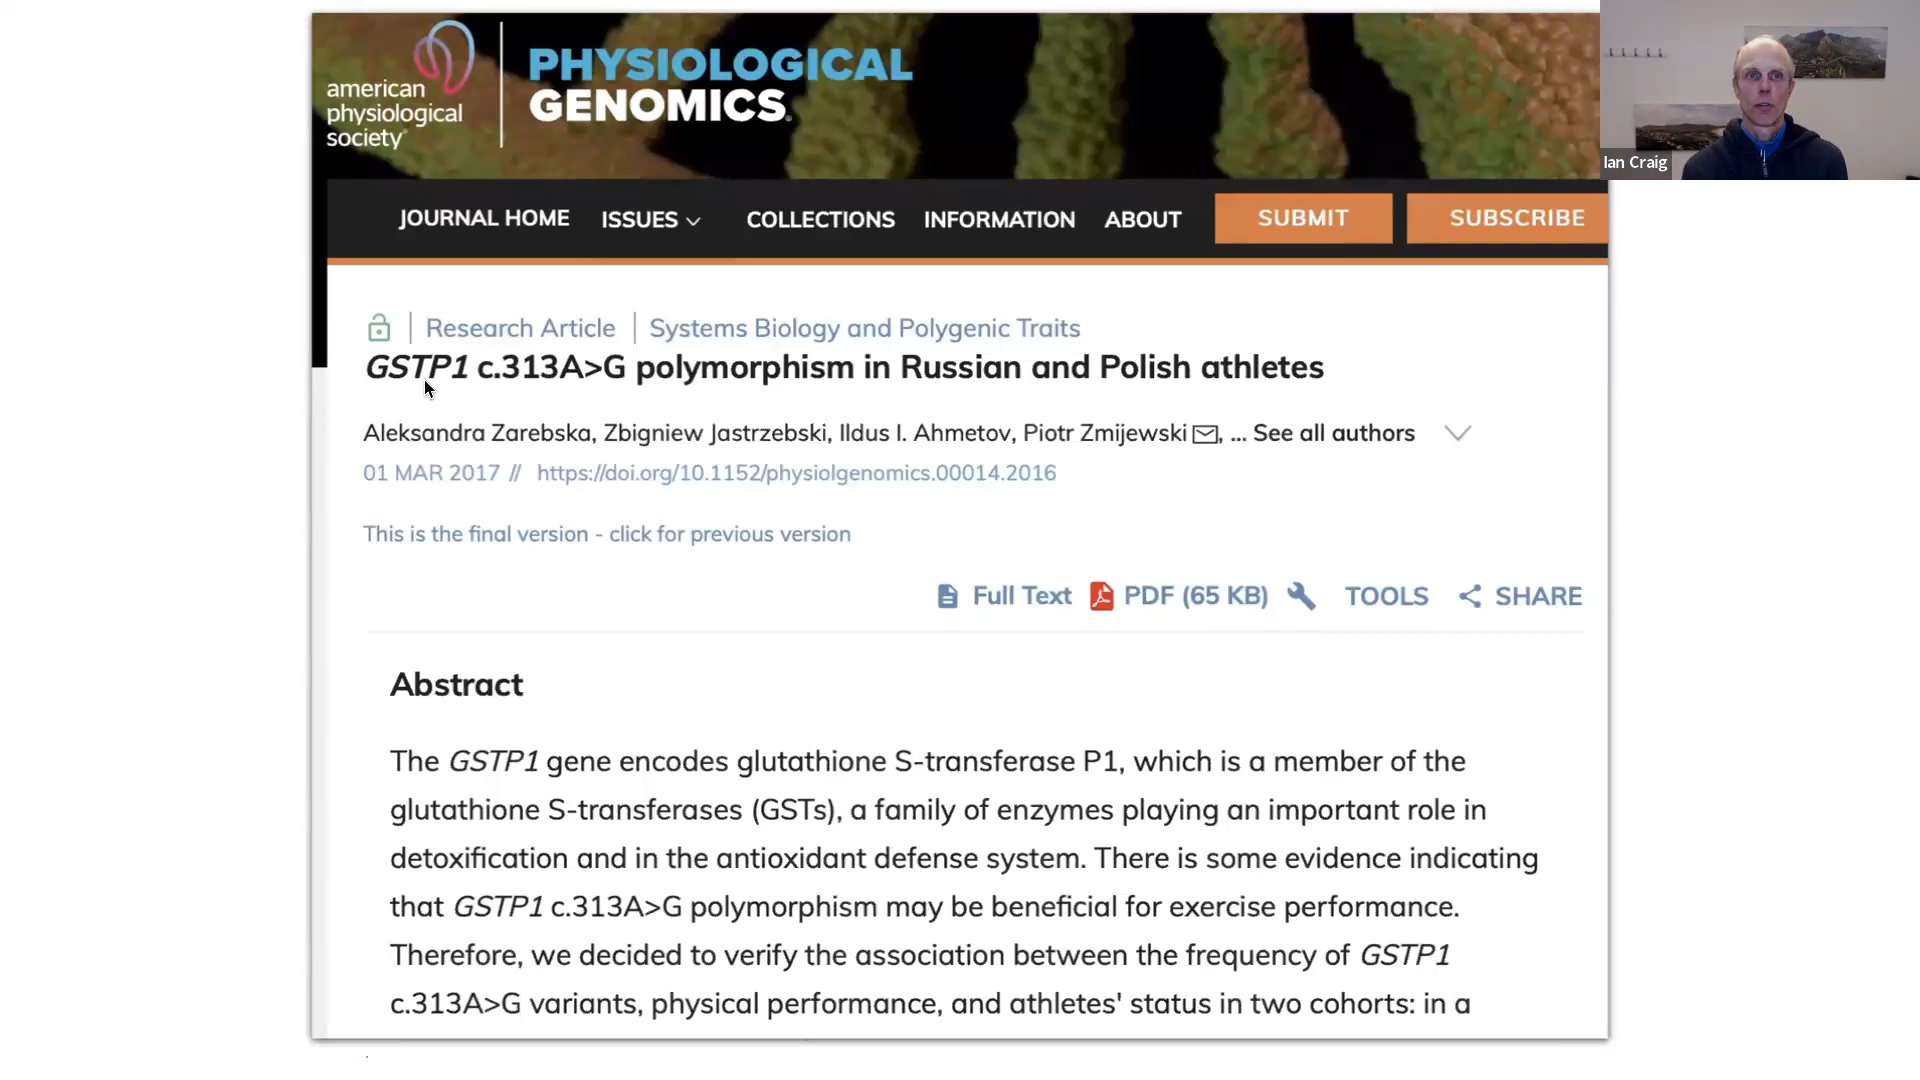 american
physiological
society
PHYSIOLOGICAL
GENOMICS
Ian Craig
JOURNAL HOME ISSUES COLLECTIONS INFORMATION ABOUT SUBMIT SUBSCRIBE
Research Article | Systems Biology and Polygenic Traits
GSTP1 c.313A>G polymorphism in Russian and Polish athletes
Aleksandra Zarebska, Zbigniew Jastrzebski, Ildus I. Ahmetov, Piotr Zmijewski, ... See all authors
01 MAR 2017 // https://doi.org/10.1152/physiolgenomics.00014.2016
This is the final version - click for previous version
Full Text PDF (65 KB) TOOLS SHARE
Abstract
The GSTP1 gene encodes glutathione S-transferase P1, which is a member of the
glutathione S-transferases (GSTs), a family of enzymes playing an important role in
detoxification and in the antioxidant defense system. There is some evidence indicating
that GSTP1 c.313A>G polymorphism may be beneficial for exercise performance.
Therefore, we decided to verify the association between the frequency of GSTP1
c.313A>G variants, physical performance, and athletes' status in two cohorts: in a